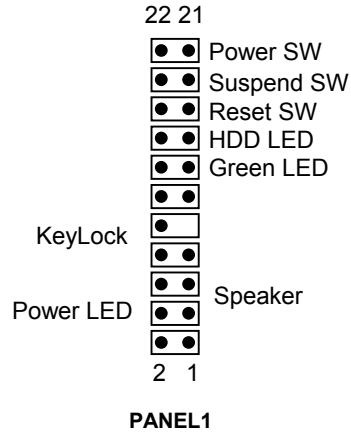 22 21
Power SW
Suspend SW
Reset SW
HDD LED
Green LED
KeyLock
Speaker
Power LED
2 1
PANEL1